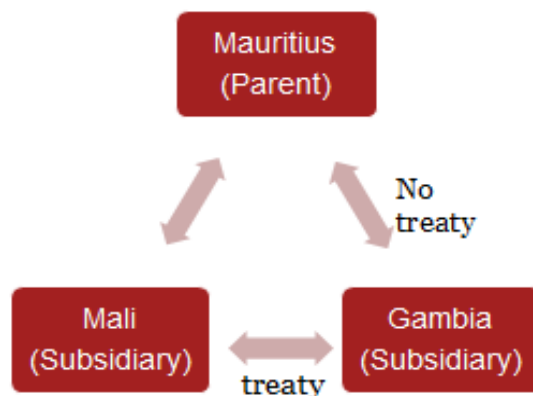 Mauritius
(Parent)
No
treaty
Mali
(Subsidiary)
treaty
Gambia
(Subsidiary)